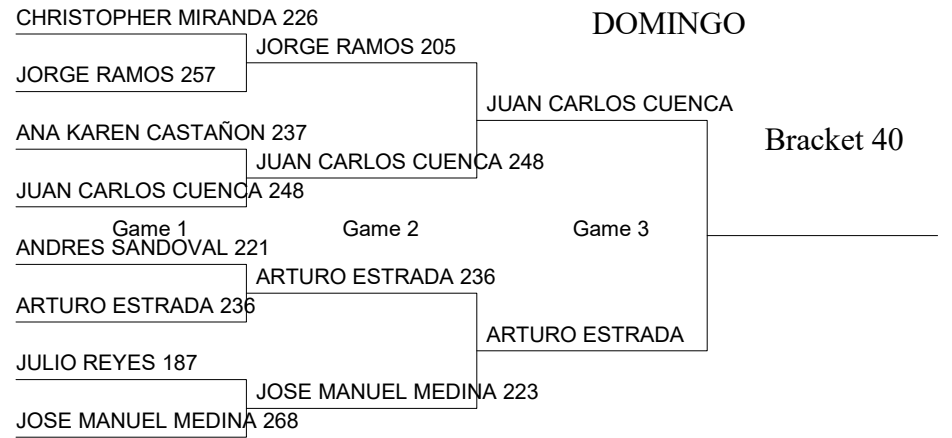 CHRISTOPHER MIRANDA 226
DOMINGO
JORGE RAMOS 205
JORGE RAMOS 257
JUAN CARLOS CUENCA
ANA KAREN CASTAÑON 237
Bracket 40
JUAN CARLOS CUENCA 248
JUAN CARLOS CUENCA 248
Game 1 Game 2 Game 3
ANDRES SANDOVAL 221
ARTURO ESTRADA 236
ARTURO ESTRADA 236
ARTURO ESTRADA
JULIO REYES 187
JOSE MANUEL MEDINA 223
JOSE MANUEL MEDINA 268